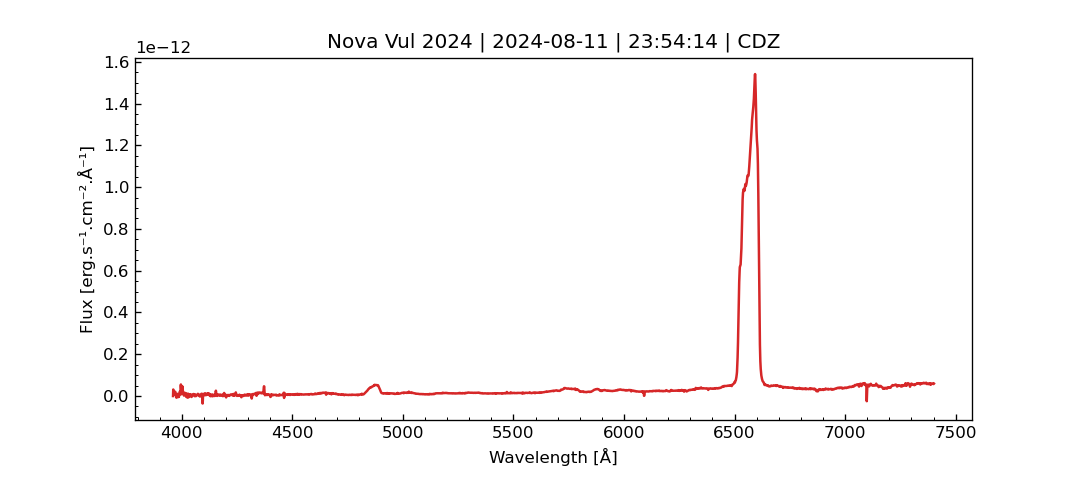 Nova Vul 2024 | 2024-08-11 | 23:54:14 | CDZ
1e−12
1.6
1.4
1.2
1.0
0.8
0.6
0.4
0.2
0.0
Flux [erg.s⁻¹.cm⁻².Å⁻¹]
4000 4500 5000 5500 6000 6500 7000 7500
Wavelength [Å]